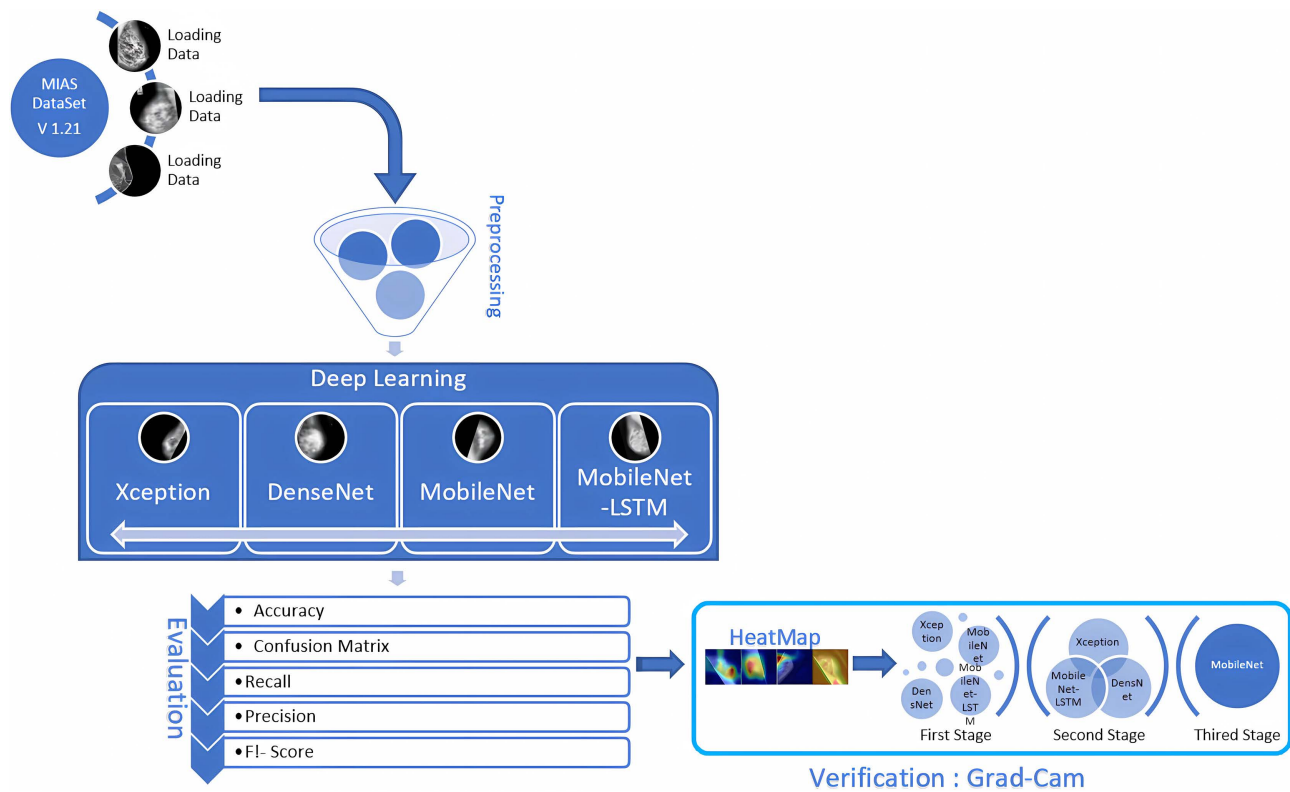 MIAS
DataSet
V 1.21
Loading
Data
Loading
Data
Loading
Data
Preprocessing
Deep Learning
Xception
DenseNet
MobileNet
MobileNet
-LSTM
Evaluation
• Accuracy
• Confusion Matrix
• Recall
• Precision
• F!- Score
HeatMap
Xcep
tion
Mob
ileN
et
Den
sNet
Mob
ileN
et-
LST
M
First Stage
Xception
Mobile
Net-
LSTM
DensN
et
Second Stage
MobileNet
Thired Stage
Verification : Grad-Cam